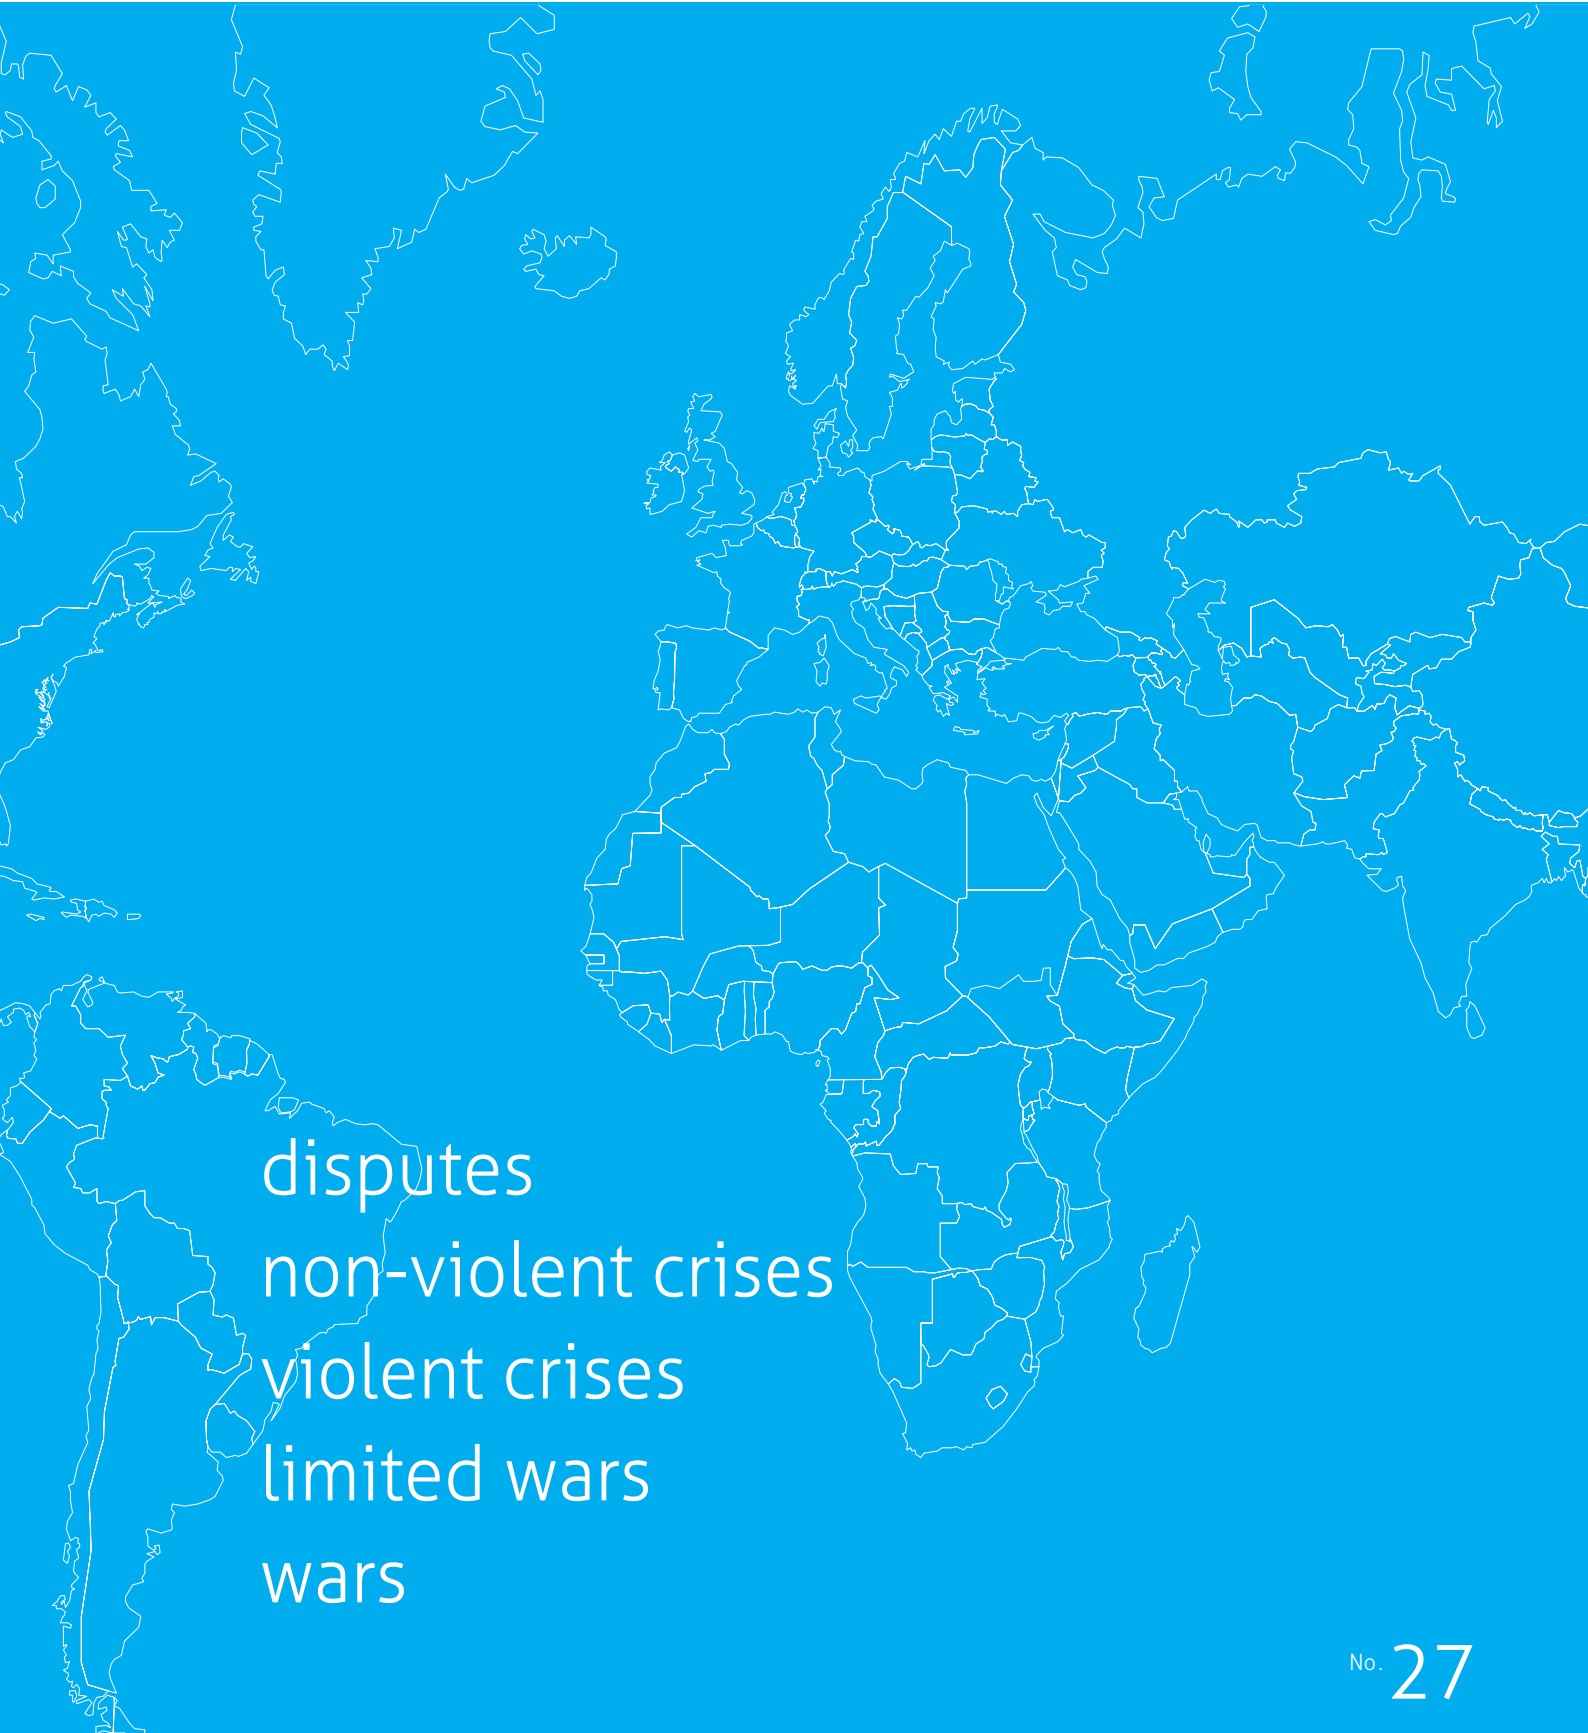 disputes
non-violent crises
violent crises
limited wars
wars
No. 27